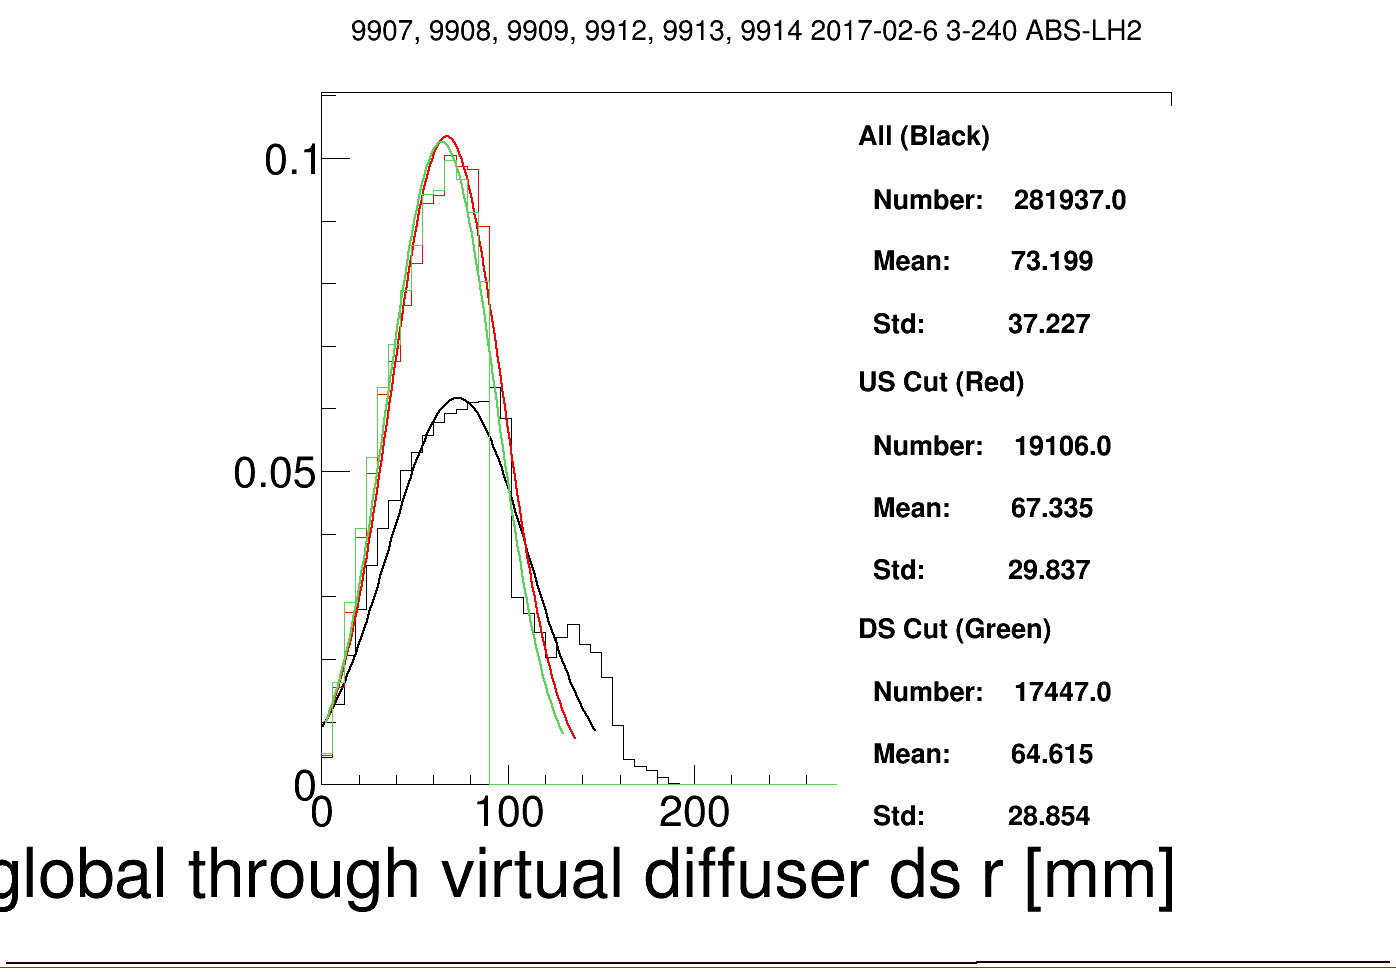 9907, 9908, 9909, 9912, 9913, 9914 2017-02-6 3-240 ABS-LH2
All (Black)
Number: 281937.0
Mean: 73.199
Std: 37.227
US Cut (Red)
Number: 19106.0
Mean: 67.335
Std: 29.837
DS Cut (Green)
Number: 17447.0
Mean: 64.615
Std: 28.854
0.1
0.05
0
0 100 200
global through virtual diffuser ds r [mm]